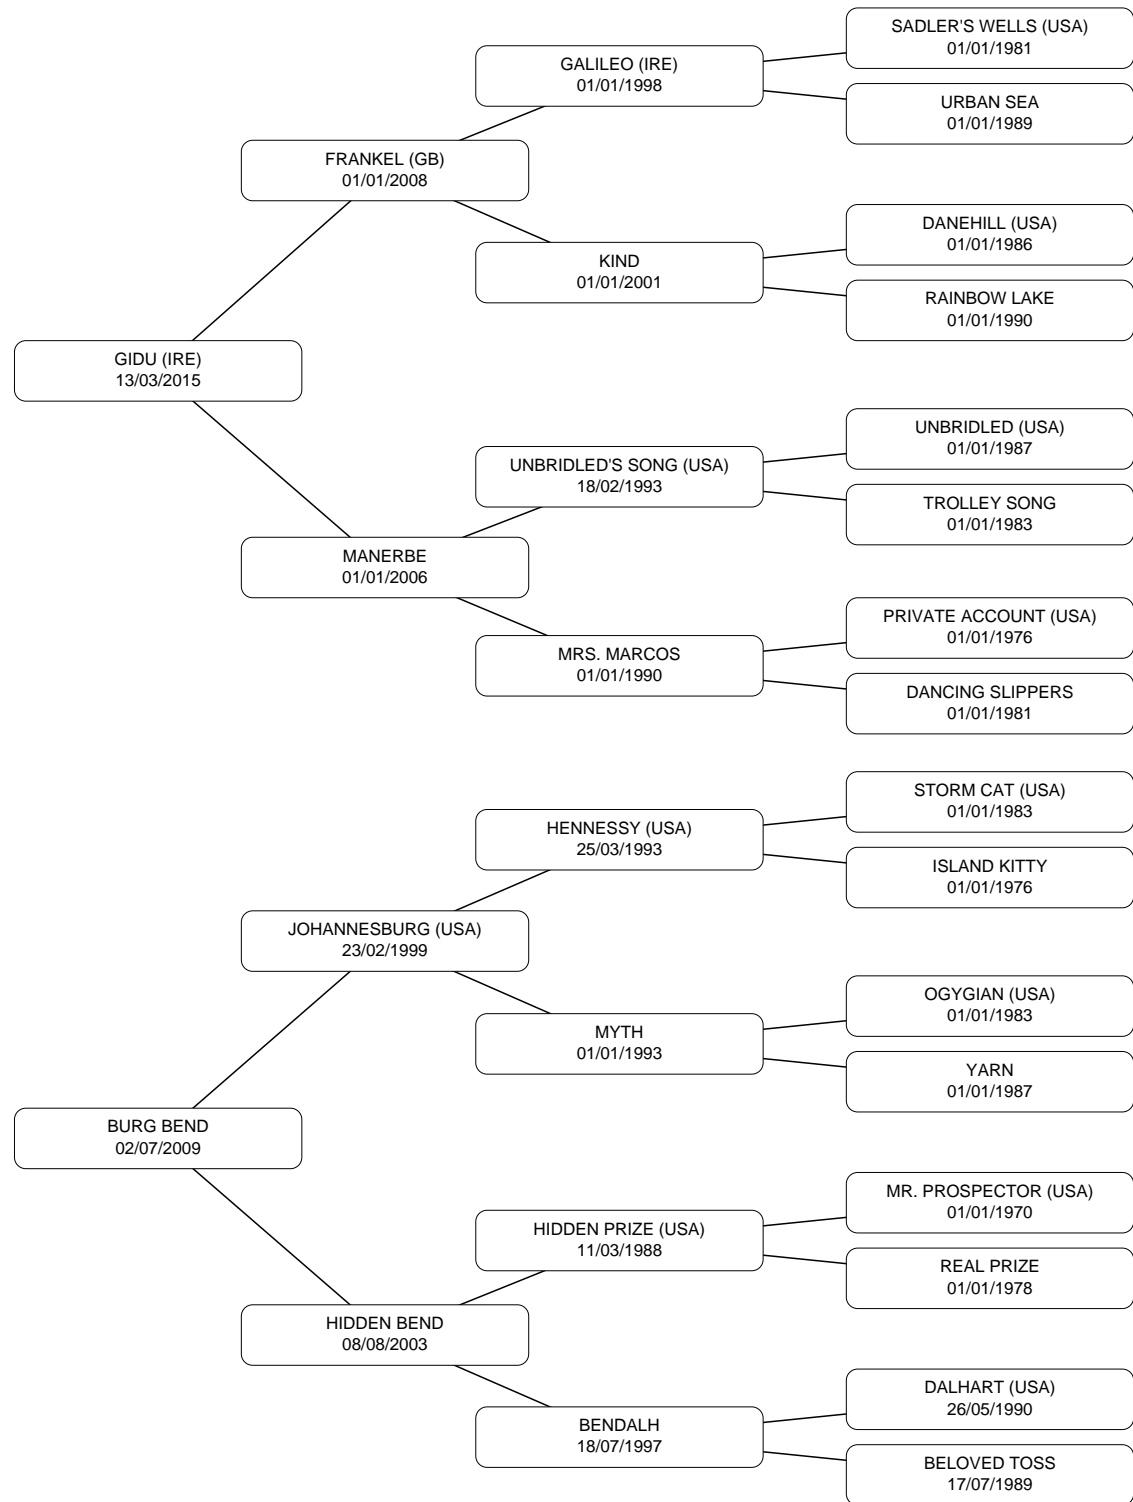 SADLER'S WELLS (USA)
01/01/1981
GALILEO (IRE)
01/01/1998
URBAN SEA
01/01/1989
FRANKEL (GB)
01/01/2008
DANEHILL (USA)
01/01/1986
KIND
01/01/2001
RAINBOW LAKE
01/01/1990
GIDU (IRE)
13/03/2015
UNBRIDLED (USA)
01/01/1987
UNBRIDLED'S SONG (USA)
18/02/1993
TROLLEY SONG
01/01/1983
MANERBE
01/01/2006
PRIVATE ACCOUNT (USA)
01/01/1976
MRS. MARCOS
01/01/1990
DANCING SLIPPERS
01/01/1981
STORM CAT (USA)
01/01/1983
HENNESSY (USA)
25/03/1993
ISLAND KITTY
01/01/1976
JOHANNESBURG (USA)
23/02/1999
OGYGIAN (USA)
01/01/1983
MYTH
01/01/1993
YARN
01/01/1987
BURG BEND
02/07/2009
MR. PROSPECTOR (USA)
01/01/1970
HIDDEN PRIZE (USA)
11/03/1988
REAL PRIZE
01/01/1978
HIDDEN BEND
08/08/2003
DALHART (USA)
26/05/1990
BENDALH
18/07/1997
BELOVED TOSS
17/07/1989